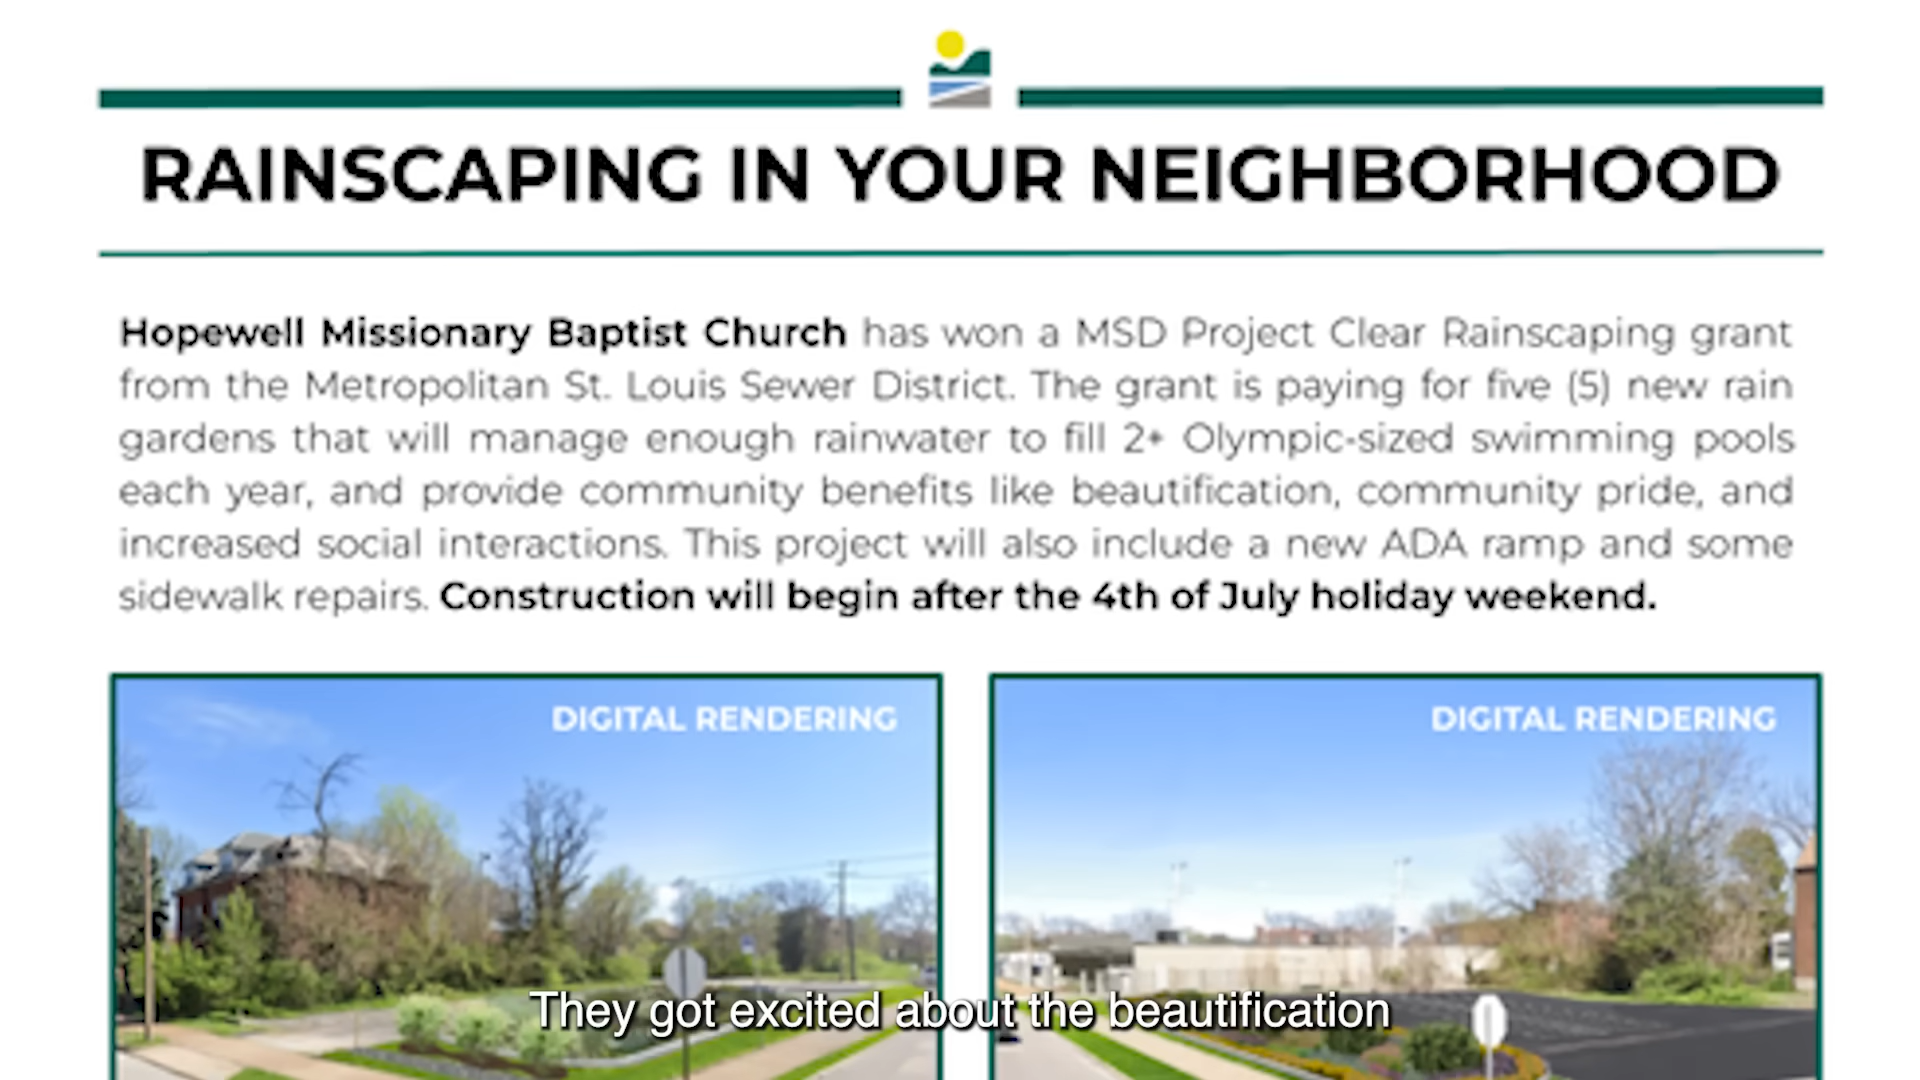 RAINSCAPING IN YOUR NEIGHBORHOOD
Hopewell Missionary Baptist Church has won a MSD Project Clear Rainscaping grant
from the Metropolitan St. Louis Sewer District. The grant is paying for five (5) new rain
gardens that will manage enough rainwater to fill 2+ Olympic-sized swimming pools
each year, and provide community benefits like beautification, community pride, and
increased social interactions. This project will also include a new ADA ramp and some
sidewalk repairs. Construction will begin after the 4th of July holiday weekend.
DIGITAL RENDERING
DIGITAL RENDERING
They got excited about the beautification